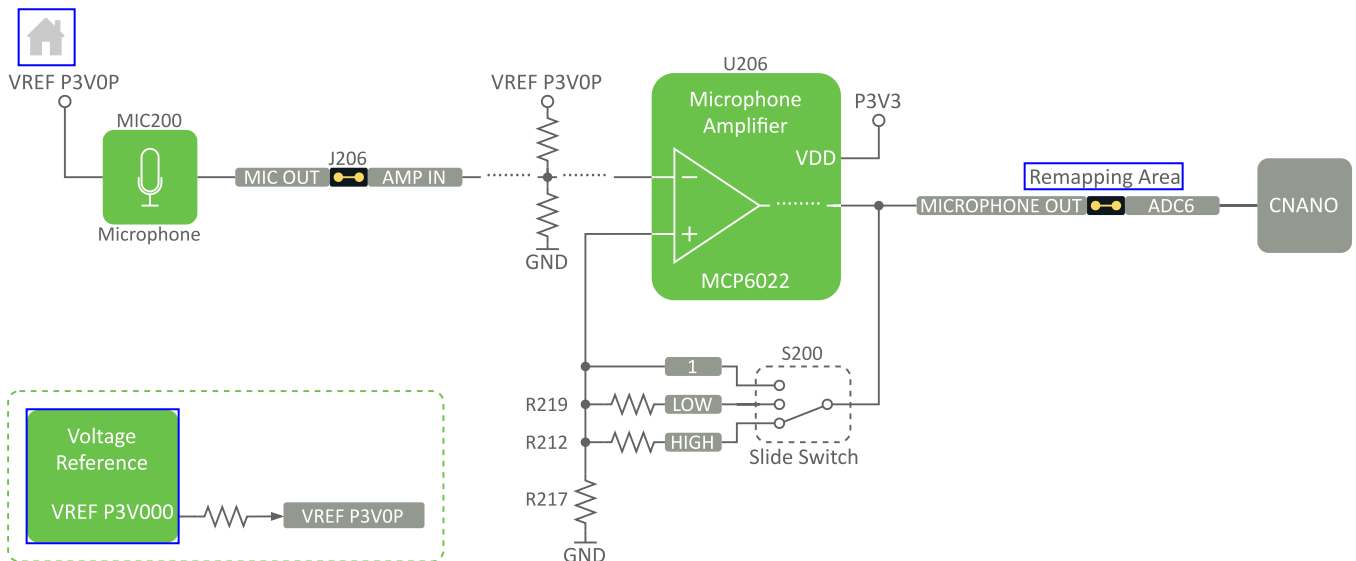 VREF P3V0P
MIC200
Microphone
MIC OUT
J206
AMP IN
VREF P3V0P
GND
U206
Microphone
Amplifier
VDD
−
+
MCP6022
P3V3
Remapping Area
MICROPHONE OUT
ADC6
CNANO
1
S200
R219
LOW
R212
HIGH
Slide Switch
R217
GND
Voltage
Reference
VREF P3V000
VREF P3V0P